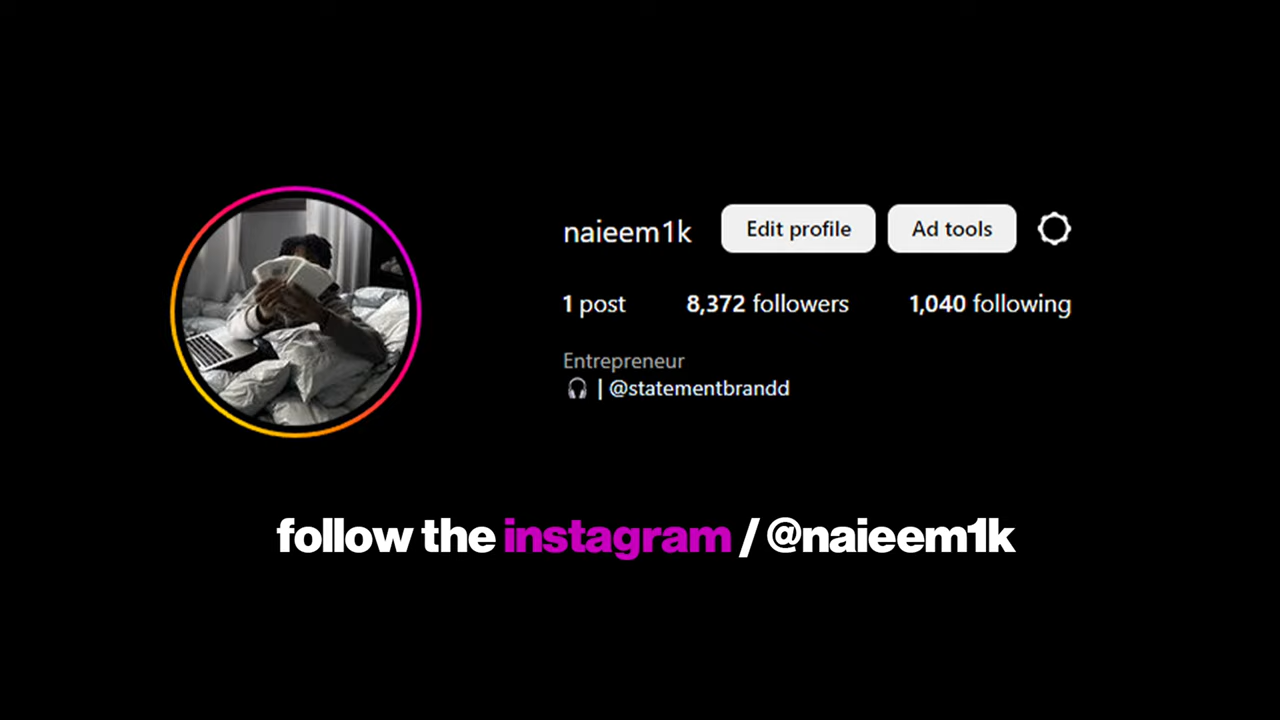 naieem1k Edit profile Ad tools
1 post 8,372 followers 1,040 following
Entrepreneur
🎧 | @statementbrandd
follow the instagram / @naieem1k